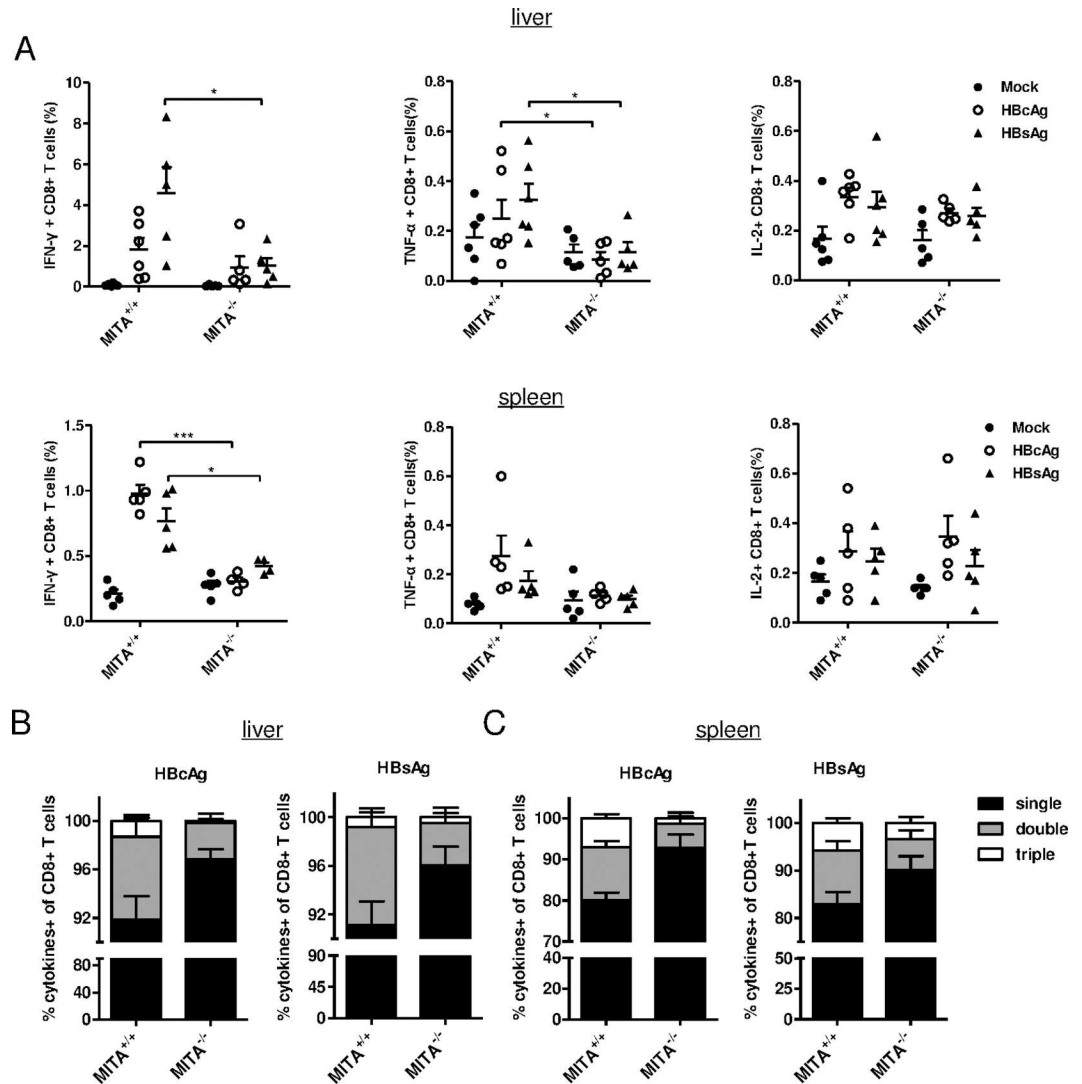 liver
A
IFN-γ + CD8+ T cells (%)
10
8
6
4
2
0
*
MITA+/+
MITA-/-
TNF-α + CD8+ T cells(%)
0.8
0.6
0.4
0.2
0.0
*
*
MITA+/+
MITA-/-
IL-2+ CD8+ T cells(%)
0.8
0.6
0.4
0.2
0.0
MITA+/+
MITA-/-
Mock
HBcAg
HBsAg
spleen
IFN-γ + CD8+ T cells (%)
1.5
1.0
0.5
0.0
***
*
MITA+/+
MITA-/-
TNF-α + CD8+ T cells(%)
0.8
0.6
0.4
0.2
0.0
MITA+/+
MITA-/-
IL-2+ CD8+ T cells(%)
0.8
0.6
0.4
0.2
0.0
MITA+/+
MITA-/-
Mock
HBcAg
HBsAg
B
liver
HBcAg
% cytokines+ of CD8+ T cells
100
96
92
80
40
0
MITA+/+
MITA-/-
HBsAg
% cytokines+ of CD8+ T cells
100
96
92
90
45
0
MITA+/+
MITA-/-
C
spleen
HBcAg
% cytokines+ of CD8+ T cells
100
90
80
70
40
20
0
MITA+/+
MITA-/-
HBsAg
% cytokines+ of CD8+ T cells
100
90
80
50
25
0
MITA+/+
MITA-/-
single
double
triple